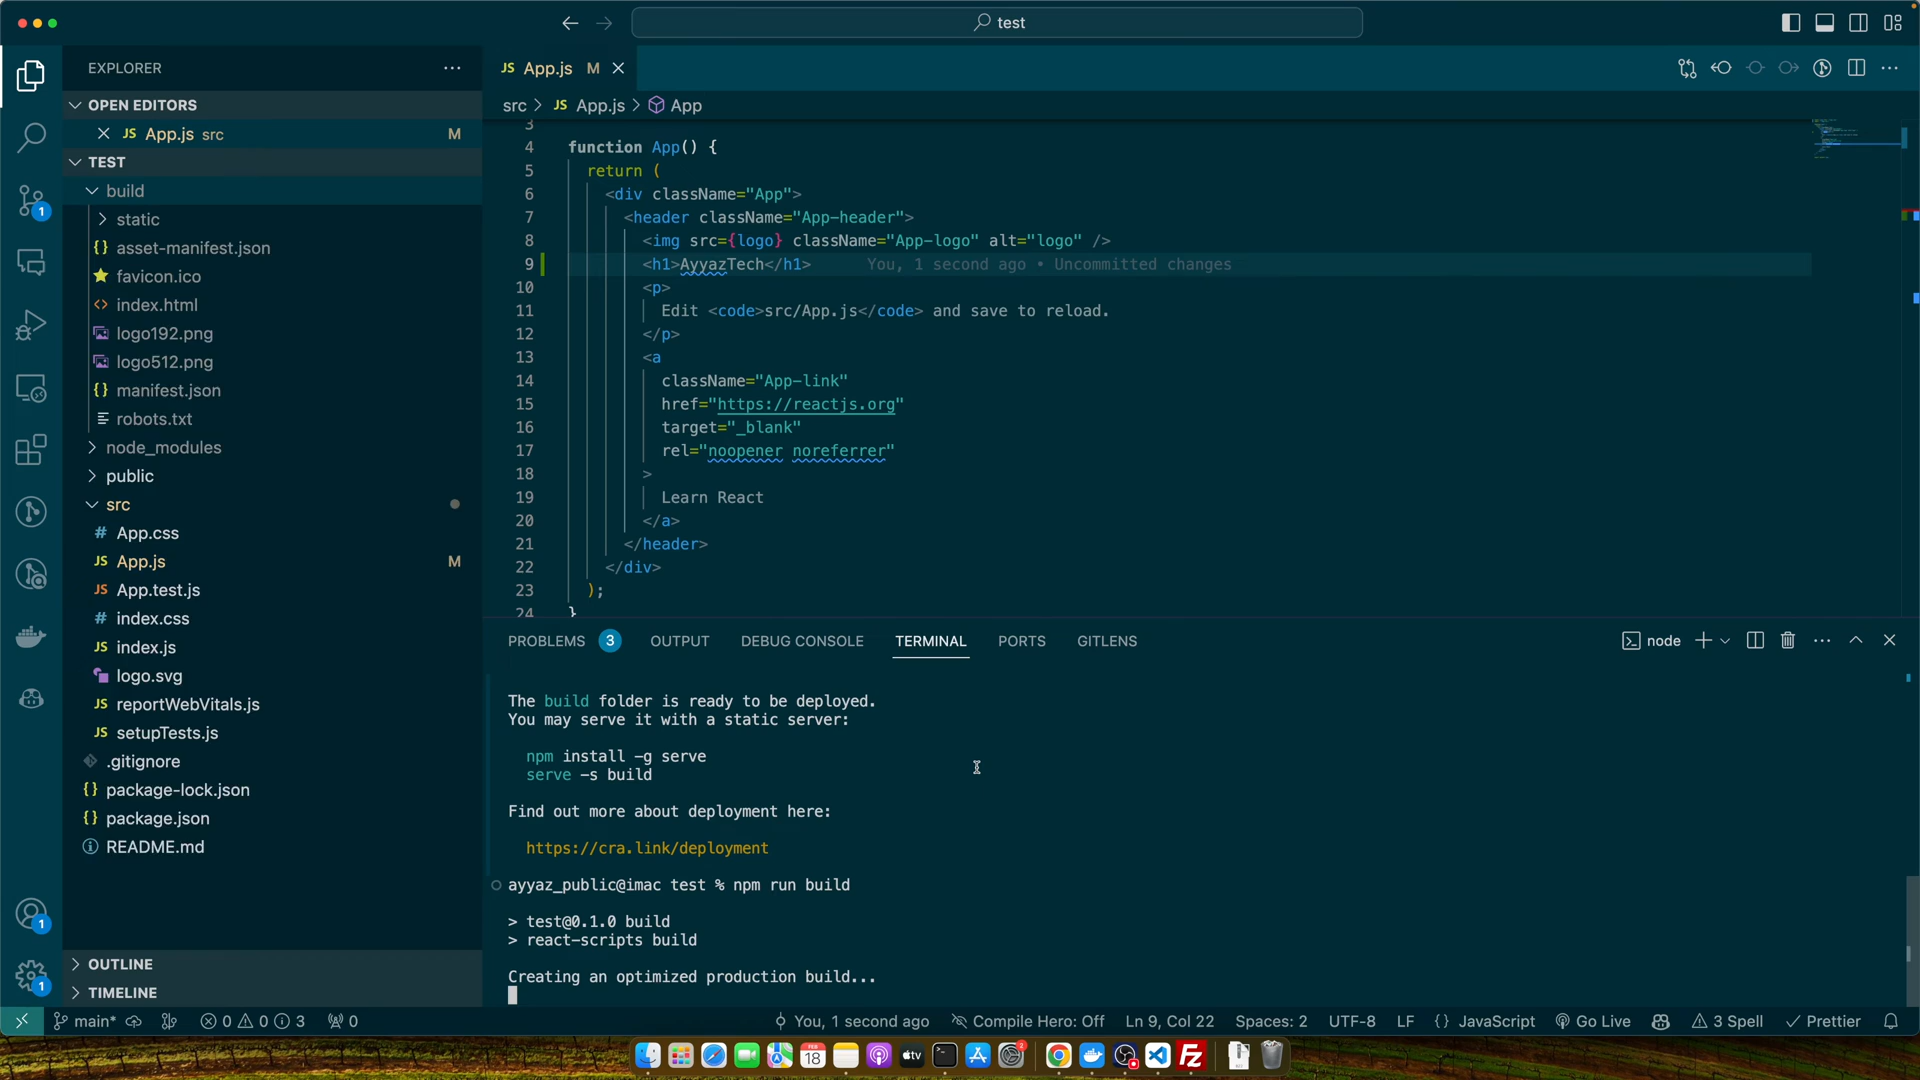 test
EXPLORER
OPEN EDITORS
App.js src M
TEST
build
static
asset-manifest.json
favicon.ico
index.html
logo192.png
logo512.png
manifest.json
robots.txt
node_modules
public
src
App.css
App.js M
App.test.js
index.css
index.js
logo.svg
reportWebVitals.js
setupTests.js
.gitignore
package-lock.json
package.json
README.md
OUTLINE
TIMELINE
1
1
1
JS App.js M
src > JS App.js > App
3
4 function App() {
5 return (
6 <div className="App">
7 <header className="App-header">
8 <img src={logo} className="App-logo" alt="logo" />
9 <h1>AyyazTech</h1> You, 1 second ago • Uncommitted changes
10 <p>
11 Edit <code>src/App.js</code> and save to reload.
12 </p>
13 <a
14 className="App-link"
15 href="https://reactjs.org"
16 target="_blank"
17 rel="noopener noreferrer"
18 >
19 Learn React
20 </a>
21 </header>
22 </div>
23 );
24 }
PROBLEMS 3 OUTPUT DEBUG CONSOLE TERMINAL PORTS GITLENS node
The build folder is ready to be deployed.
You may serve it with a static server:
npm install -g serve
serve -s build
Find out more about deployment here:
https://cra.link/deployment
ayyaz_public@imac test % npm run build
> test@0.1.0 build
> react-scripts build
Creating an optimized production build...
main* 0 0 3 0 You, 1 second ago Compile Hero: Off Ln 9, Col 22 Spaces: 2 UTF-8 LF {} JavaScript Go Live 3 Spell Prettier
FEB 18 tv 2 FZ